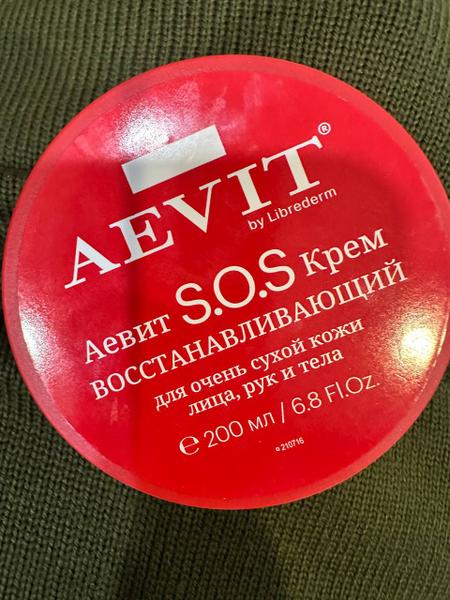 AEVIT®
by Librederm
Аевит S.O.S Крем
ВОССТАНАВЛИВАЮЩИЙ
для очень сухой кожи
лица, рук и тела
℮ 200 мл / 6.8 Fl.Oz.
a 210716